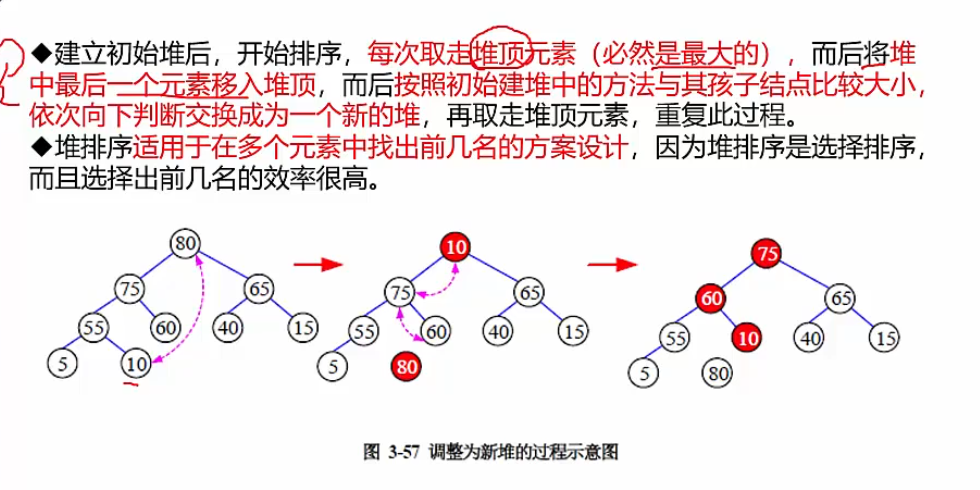 ◆建立初始堆后，开始排序，每次取走堆顶元素（必然是最大的），而后将堆
中最后一个元素移入堆顶，而后按照初始建堆中的方法与其孩子结点比较大小，
依次向下判断交换成为一个新的堆，再取走堆顶元素，重复此过程。
◆堆排序适用于在多个元素中找出前几名的方案设计，因为堆排序是选择排序，
而且选择出前几名的效率很高。
80
75 65
55 60 40 15
5 10
10
75 65
55 60 40 15
5 80
75
60 65
55 10 40 15
5 80
图 3-57 调整为新堆的过程示意图